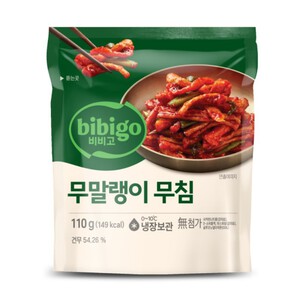 bibigo
비비고
무말랭이 무침
110 g (149 kcal)
0~10℃
냉장보관
無첨가
건무 54.26 %